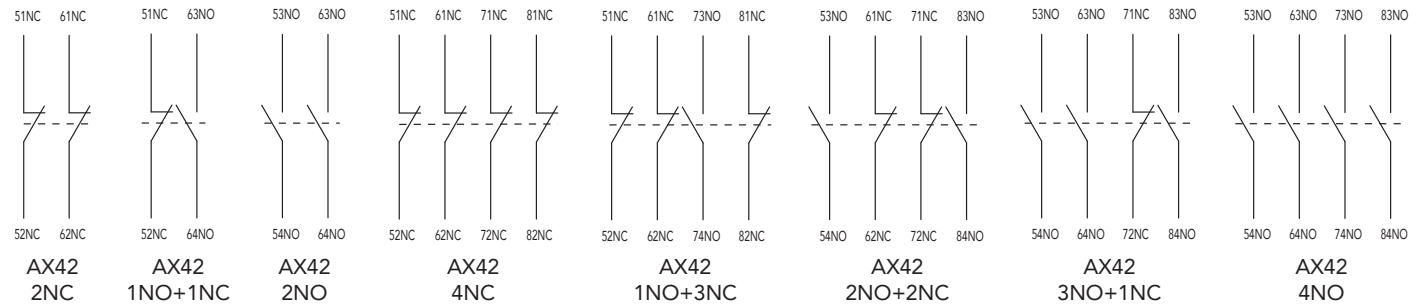 51NC 61NC 51NC 63NO 53NO 63NO 51NC 61NC 71NC 81NC 51NC 61NC 73NO 81NC 53NO 61NC 71NC 83NO 53NO 63NO 71NC 83NO 53NO 63NO 73NO 83NO
52NC 62NC 52NC 64NO 54NO 64NO 52NC 62NC 72NC 82NC 52NC 62NC 74NO 82NC 54NO 62NC 72NC 84NO 54NO 64NO 72NC 84NO 54NO 64NO 74NO 84NO
AX42 AX42 AX42 AX42 AX42 AX42 AX42 AX42
2NC 1NO+1NC 2NO 4NC 1NO+3NC 2NO+2NC 3NO+1NC 4NO